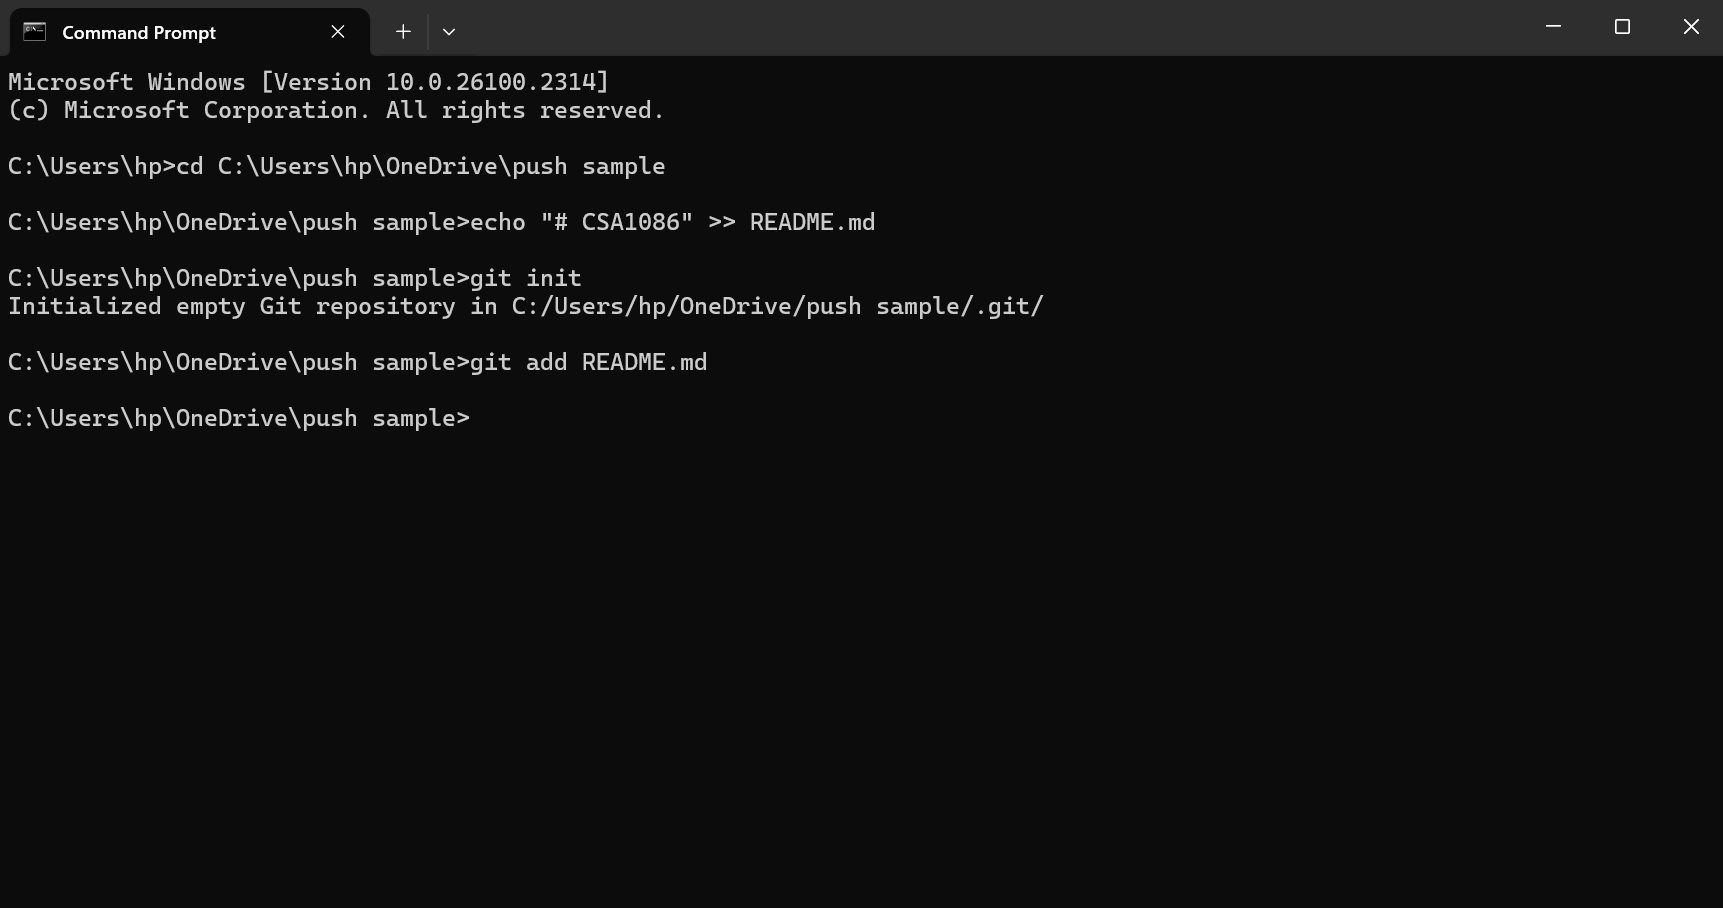 Command Prompt
Microsoft Windows [Version 10.0.26100.2314]
(c) Microsoft Corporation. All rights reserved.
C:\Users\hp>cd C:\Users\hp\OneDrive\push sample
C:\Users\hp\OneDrive\push sample>echo "# CSA1086" >> README.md
C:\Users\hp\OneDrive\push sample>git init
Initialized empty Git repository in C:/Users/hp/OneDrive/push sample/.git/
C:\Users\hp\OneDrive\push sample>git add README.md
C:\Users\hp\OneDrive\push sample>